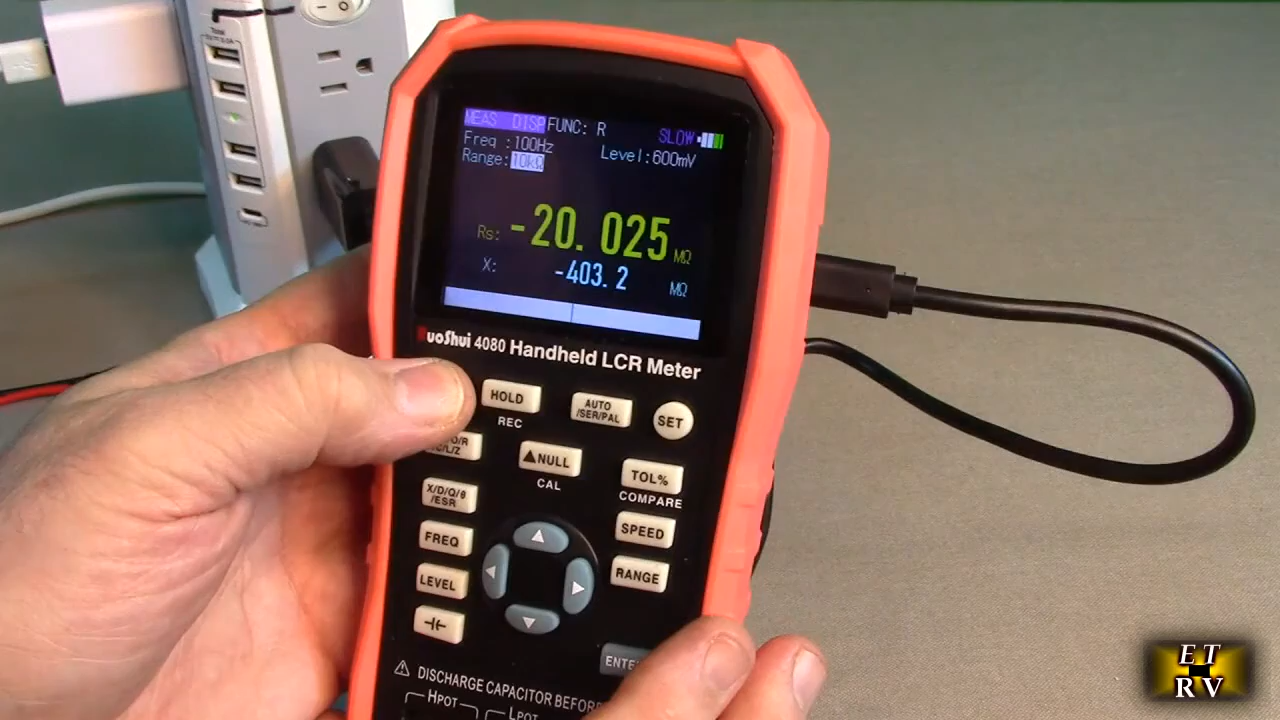 MEAS DISP FUNC: R SLOW
Freq :100Hz
Level:600mV
Range:10kΩ
Rs: -20.025 MΩ
X: -403.2 MΩ
uoShui 4080 Handheld LCR Meter
HOLD
REC
AUTO
/SER/PAL
SET
/R
C/L/Z
▲NULL
CAL
TOL%
COMPARE
X/D/Q/θ
/ESR
SPEED
FREQ
RANGE
LEVEL
ENTE
⚠ DISCHARGE CAPACITOR BEFOR
HPOT LPOT
ET
RV